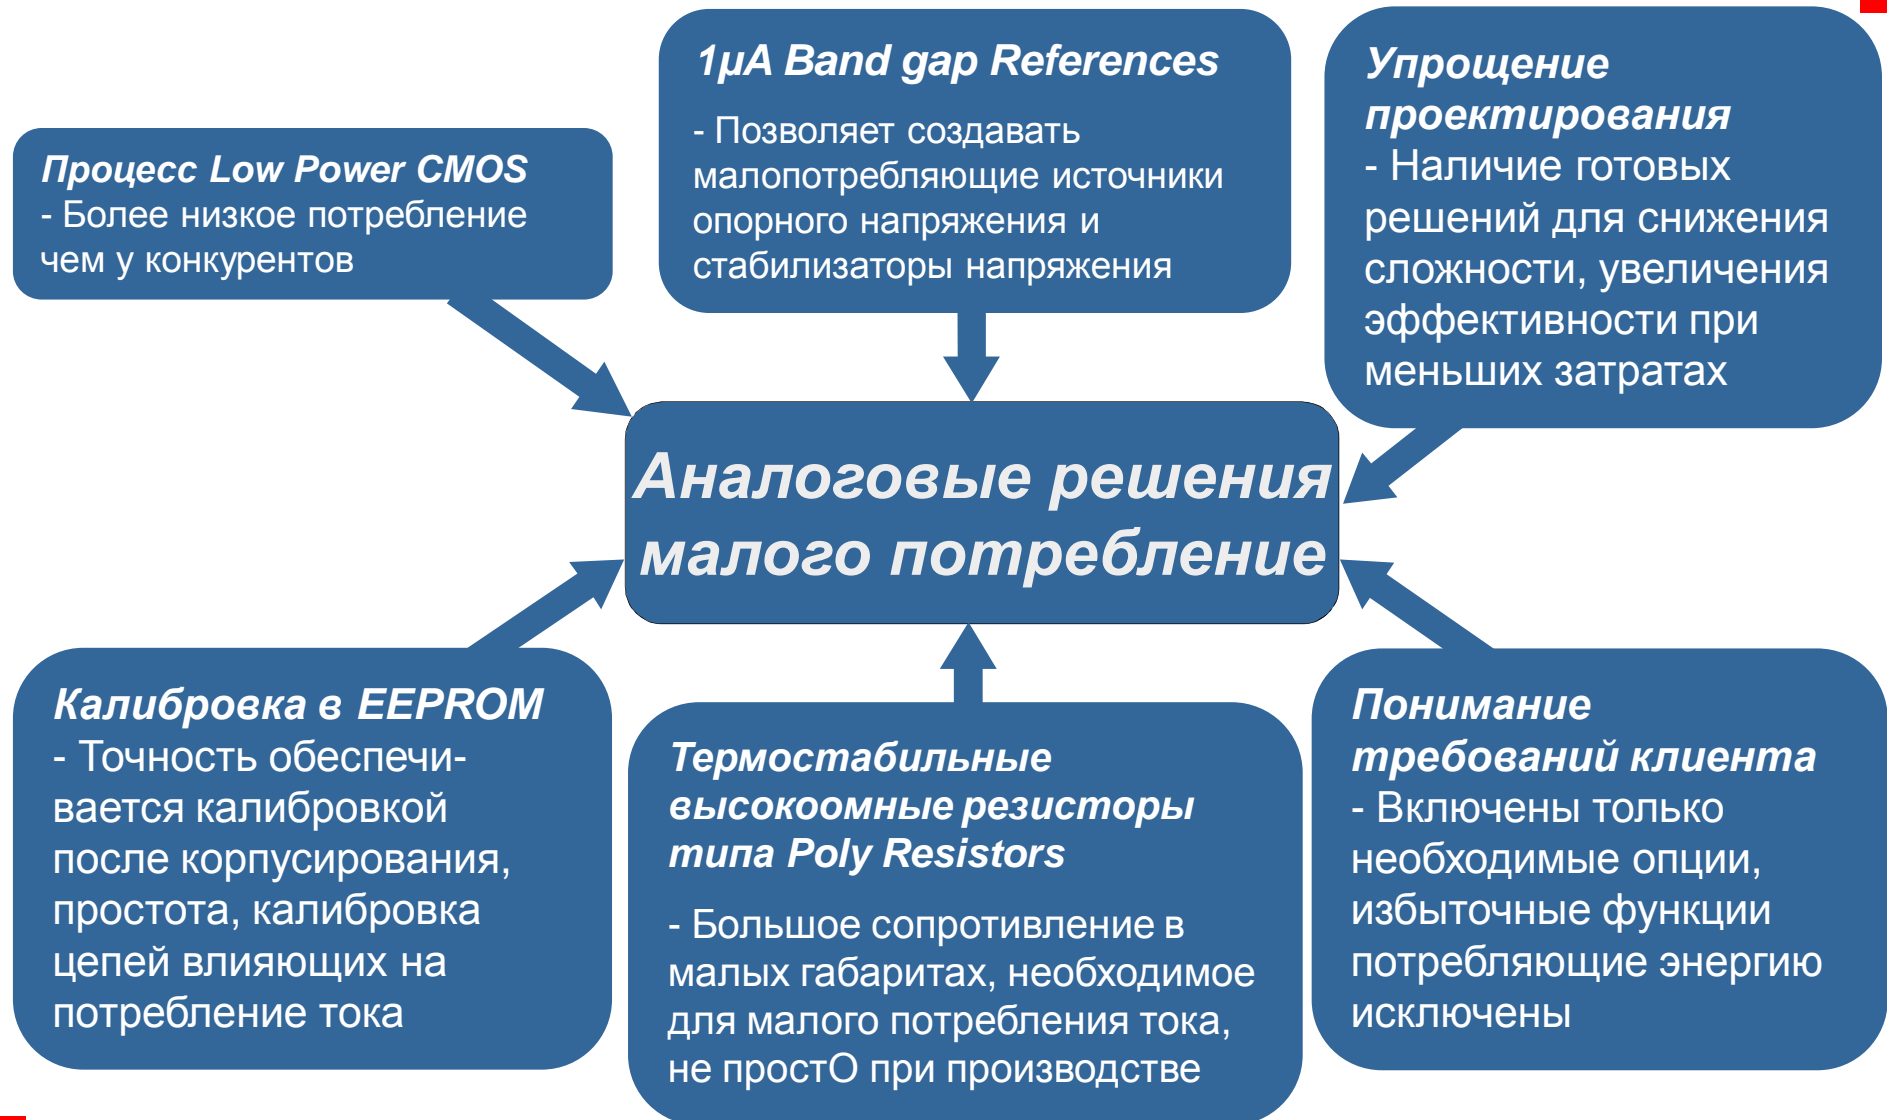 1µA Band gap References
- Позволяет создавать
малопотребляющие источники
опорного напряжения и
стабилизаторы напряжения
Упрощение
проектирования
- Наличие готовых
решений для снижения
сложности, увеличения
эффективности при
меньших затратах
Процесс Low Power CMOS
- Более низкое потребление
чем у конкурентов
Аналоговые решения
малого потребление
Калибровка в EEPROM
- Точность обеспечи-
вается калибровкой
после корпусирования,
простота, калибровка
цепей влияющих на
потребление тока
Термостабильные
высокоомные резисторы
типа Poly Resistors
- Большое сопротивление в
малых габаритах, необходимое
для малого потребления тока,
не простО при производстве
Понимание
требований клиента
- Включены только
необходимые опции,
избыточные функции
потребляющие энергию
исключены